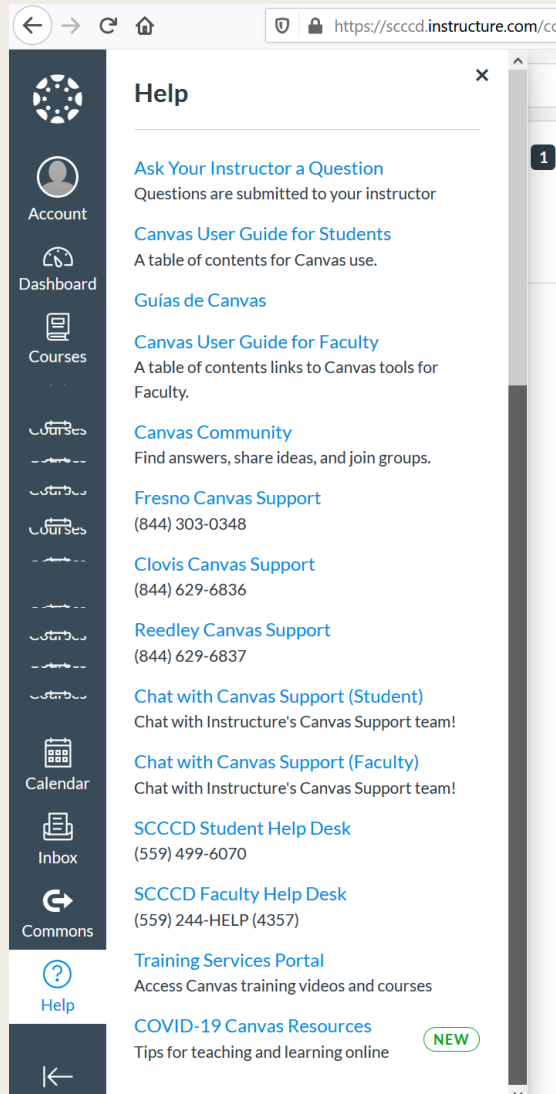 https://scccd.instructure.com/co
Help
×
1
Ask Your Instructor a Question
Questions are submitted to your instructor
Account
Canvas User Guide for Students
A table of contents for Canvas use.
Dashboard
Guías de Canvas
Canvas User Guide for Faculty
A table of contents links to Canvas tools for
Faculty.
Courses
Canvas Community
Find answers, share ideas, and join groups.
Courses
Fresno Canvas Support
(844) 303-0348
Courses
Clovis Canvas Support
(844) 629-6836
Reedley Canvas Support
(844) 629-6837
Chat with Canvas Support (Student)
Chat with Instructure's Canvas Support team!
Chat with Canvas Support (Faculty)
Chat with Instructure's Canvas Support team!
Calendar
SCCCD Student Help Desk
(559) 499-6070
Inbox
SCCCD Faculty Help Desk
(559) 244-HELP (4357)
Commons
Training Services Portal
Access Canvas training videos and courses
Help
COVID-19 Canvas Resources
Tips for teaching and learning online
NEW